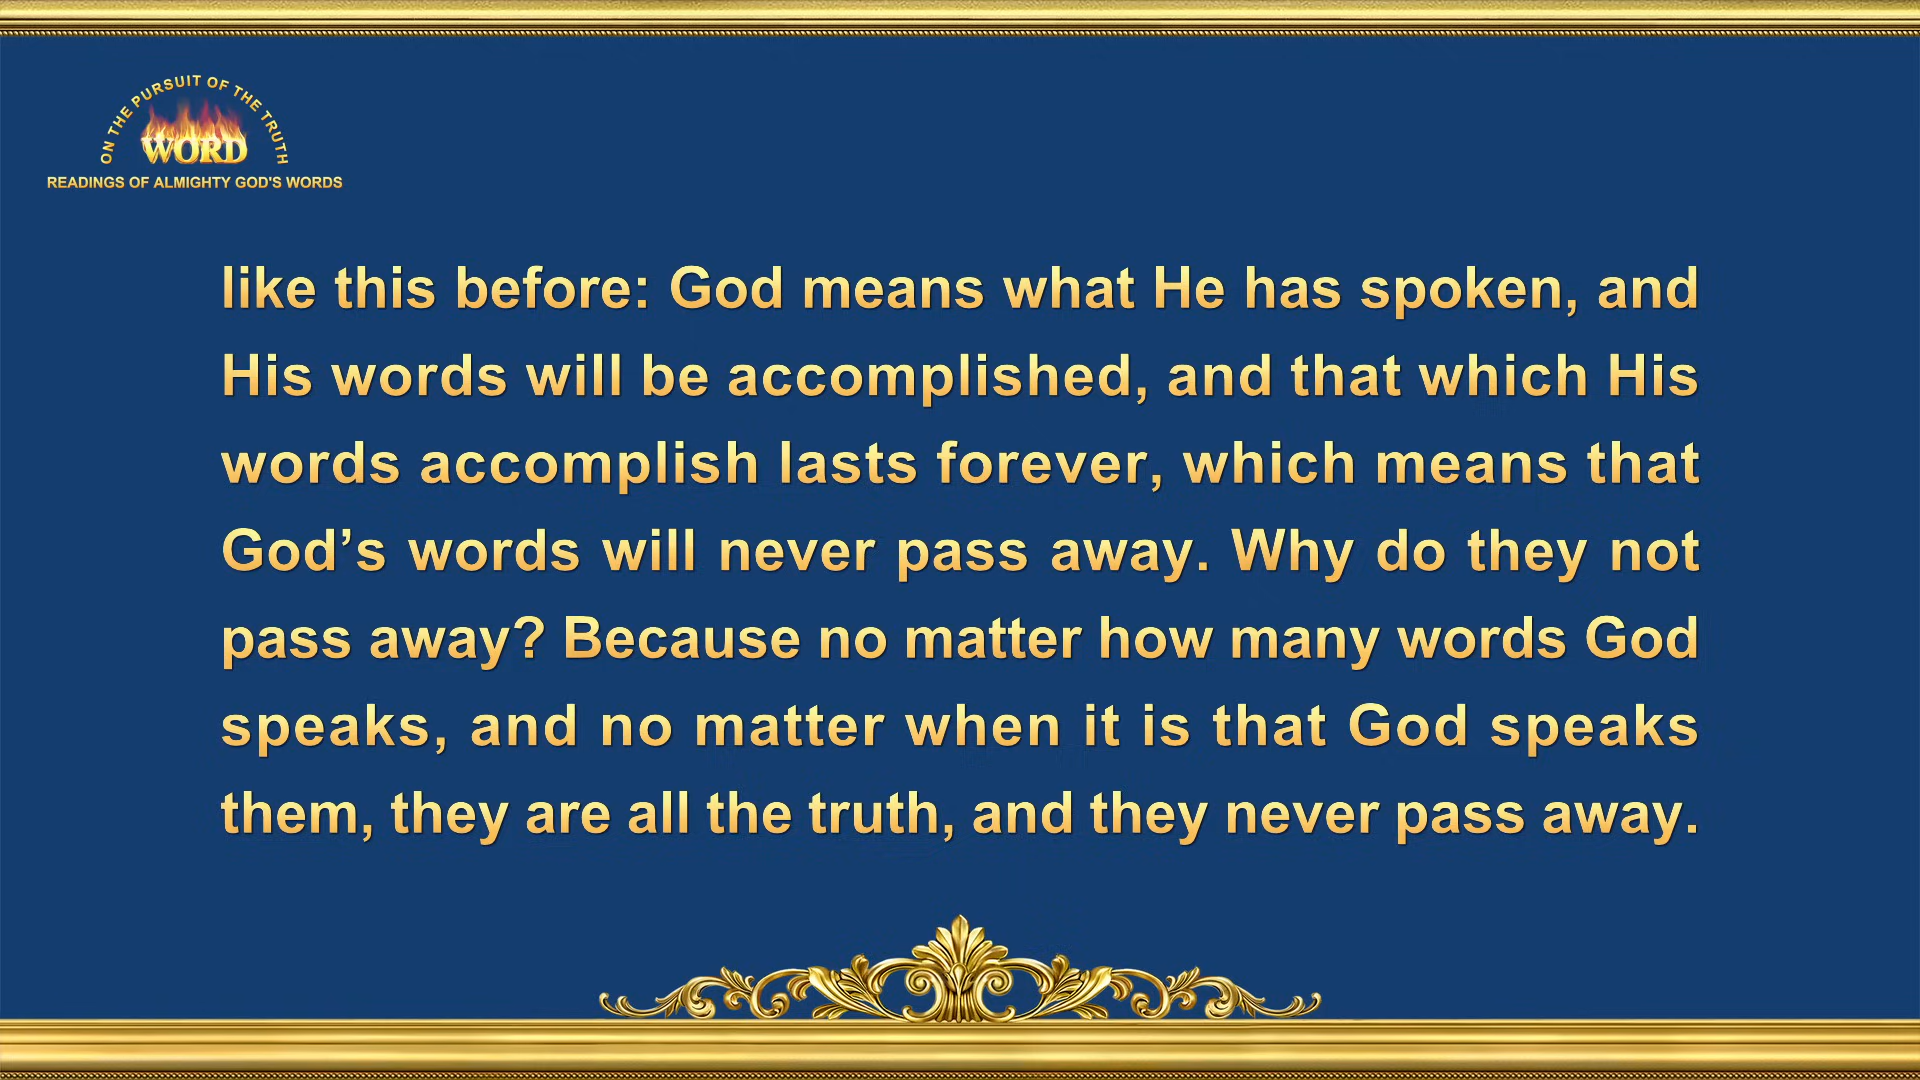 ON THE PURSUIT OF THE TRUTH
WORD
READINGS OF ALMIGHTY GOD'S WORDS
like this before: God means what He has spoken, and
His words will be accomplished, and that which His
words accomplish lasts forever, which means that
God’s words will never pass away. Why do they not
pass away? Because no matter how many words God
speaks, and no matter when it is that God speaks
them, they are all the truth, and they never pass away.